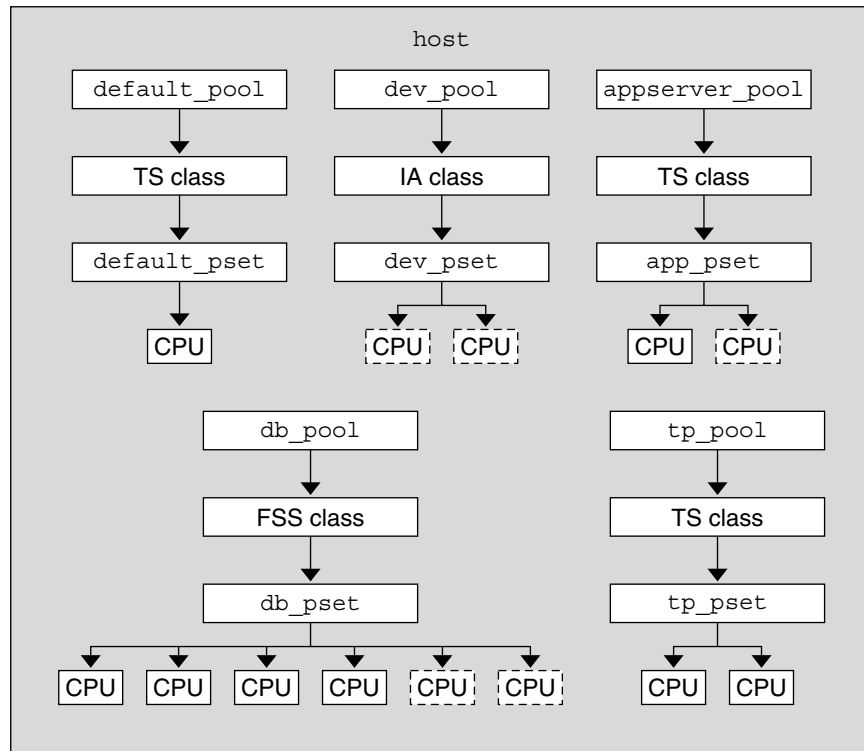 host
default_pool
dev_pool
appserver_pool
TS class
IA class
TS class
default_pset
dev_pset
app_pset
CPU
CPU
CPU
CPU
CPU
db_pool
tp_pool
FSS class
TS class
db_pset
tp_pset
CPU
CPU
CPU
CPU
CPU
CPU
CPU
CPU